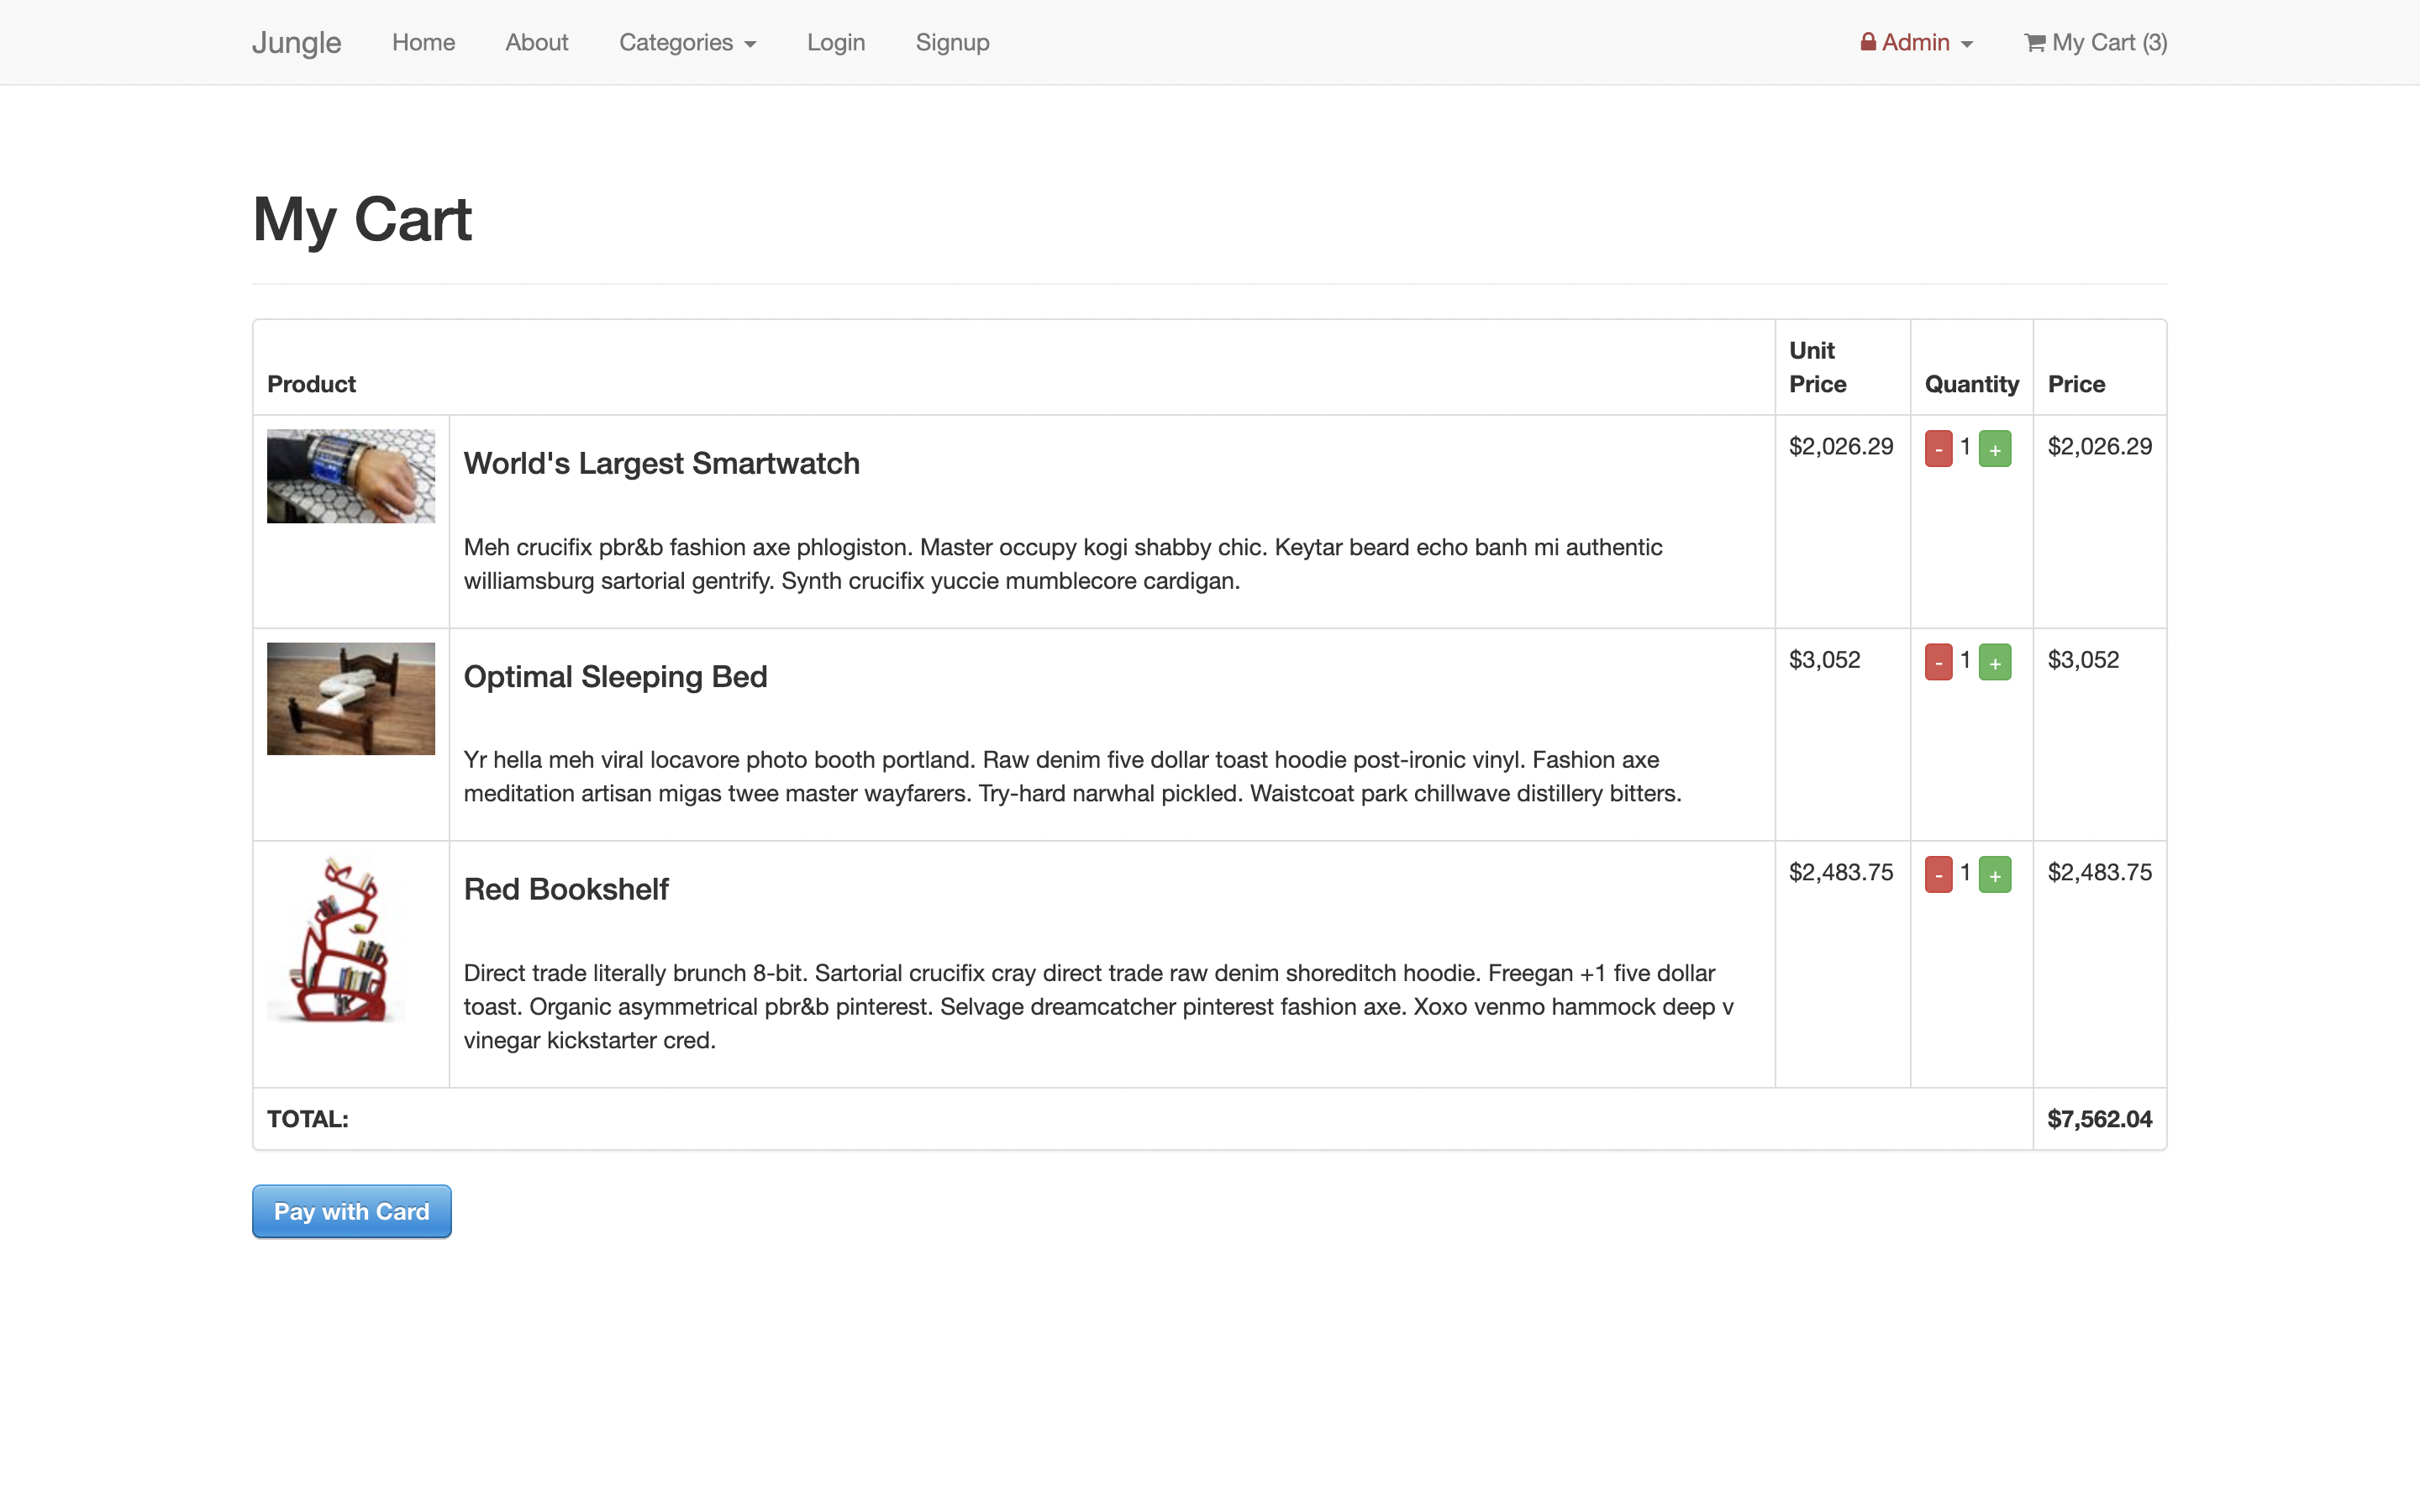 Jungle Home About Categories Login Signup Admin My Cart (3)
My Cart
Product Unit Price Quantity Price
World's Largest Smartwatch $2,026.29 - 1 + $2,026.29
Meh crucifix pbr&b fashion axe phlogiston. Master occupy kogi shabby chic. Keytar beard echo banh mi authentic
williamsburg sartorial gentrify. Synth crucifix yuccie mumblecore cardigan.
Optimal Sleeping Bed $3,052 - 1 + $3,052
Yr hella meh viral locavore photo booth portland. Raw denim five dollar toast hoodie post-ironic vinyl. Fashion axe
meditation artisan migas twee master wayfarers. Try-hard narwhal pickled. Waistcoat park chillwave distillery bitters.
Red Bookshelf $2,483.75 - 1 + $2,483.75
Direct trade literally brunch 8-bit. Sartorial crucifix cray direct trade raw denim shoreditch hoodie. Freegan +1 five dollar
toast. Organic asymmetrical pbr&b pinterest. Selvage dreamcatcher pinterest fashion axe. Xoxo venmo hammock deep v
vinegar kickstarter cred.
TOTAL: $7,562.04
Pay with Card